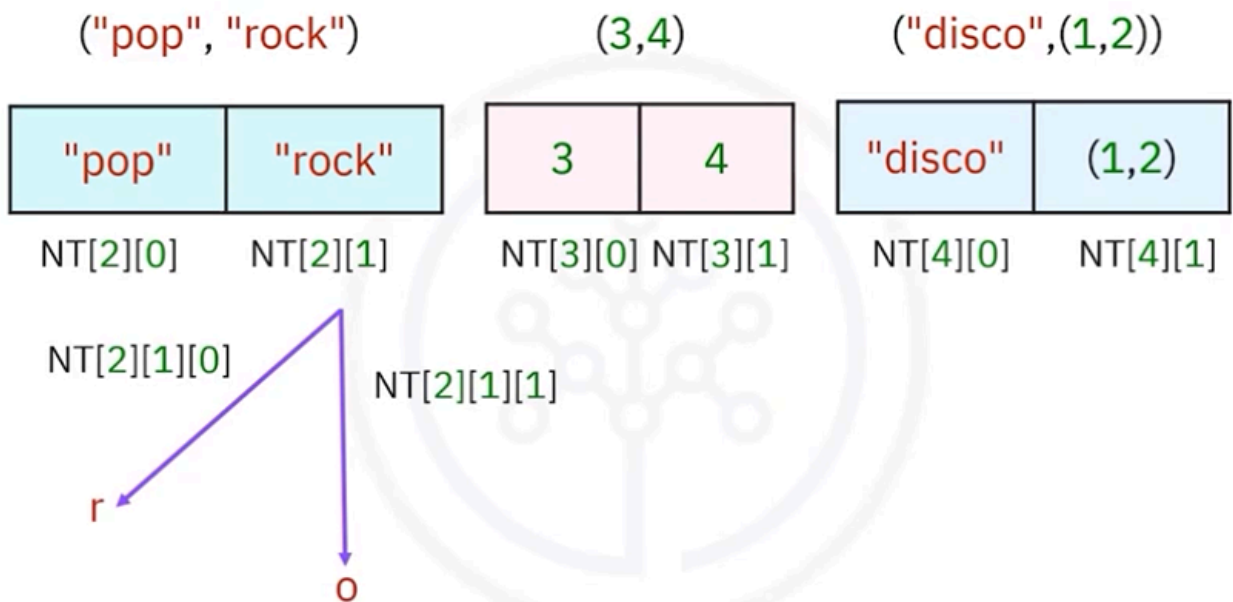 ("pop", "rock") (3,4) ("disco",(1,2))
"pop" "rock" 3 4 "disco" (1,2)
NT[2][0] NT[2][1] NT[3][0] NT[3][1] NT[4][0] NT[4][1]
NT[2][1][0]
NT[2][1][1]
r
o